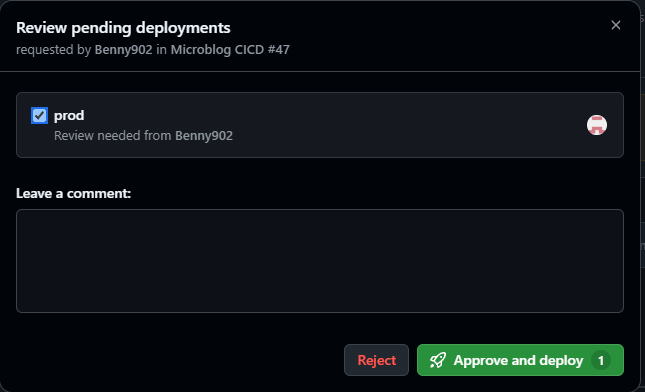 Review pending deployments
requested by Benny902 in Microblog CICD #47
prod
Review needed from Benny902
Leave a comment:
Reject
Approve and deploy 1